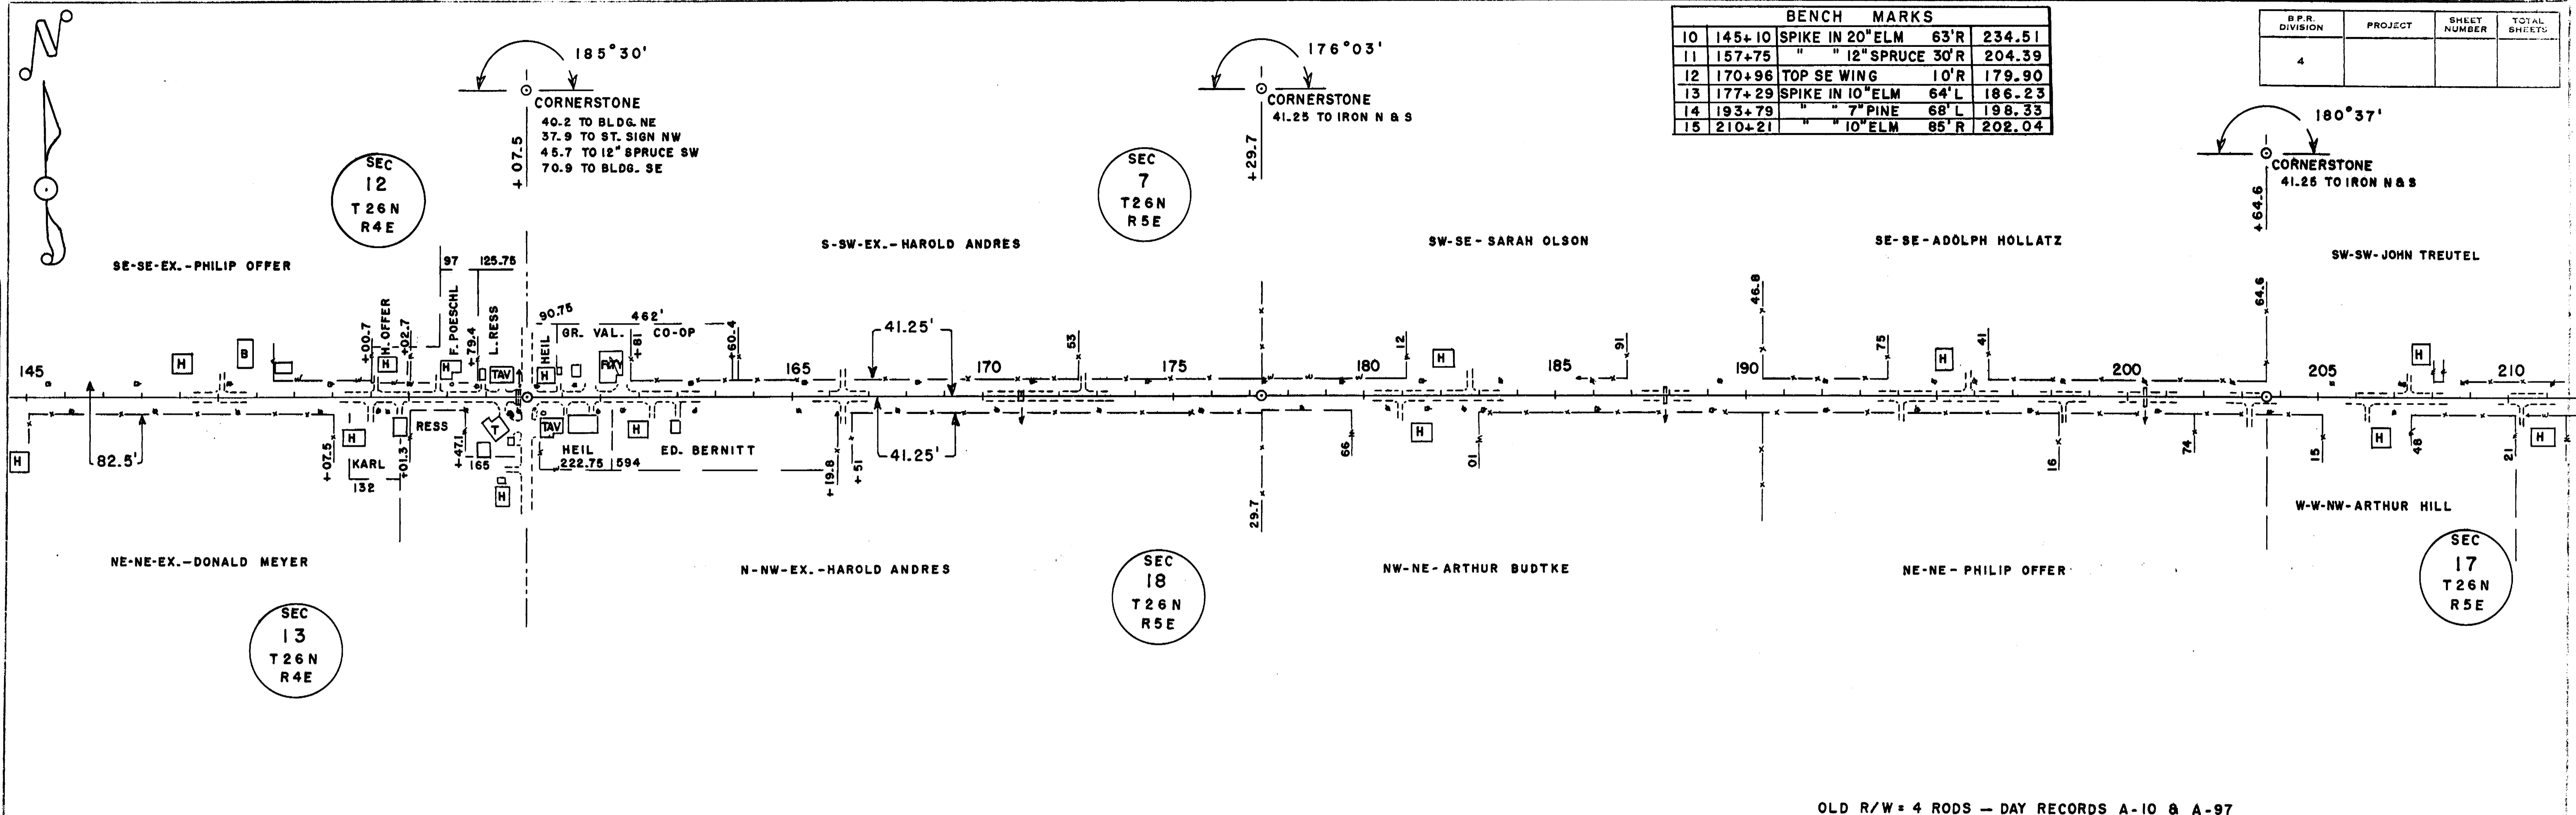 N
BENCH MARKS
10 145+10 SPIKE IN 20" ELM 63'R 234.51
11 157+75 " " 12" SPRUCE 30'R 204.39
12 170+96 TOP SE WING 10'R 179.90
13 177+29 SPIKE IN 10" ELM 64'L 186.23
14 193+79 " " 7" PINE 68'L 198.33
15 210+21 " " 10" ELM 85'R 202.04
B.P.R. DIVISION PROJECT SHEET NUMBER TOTAL SHEETS
4
185°30'
CORNERSTONE
40.2 TO BLDG. NE
37.9 TO ST. SIGN NW
45.7 TO 12" SPRUCE SW
70.9 TO BLDG. SE
+07.5
176°03'
CORNERSTONE
41.25 TO IRON N & S
+29.7
180°37'
CORNERSTONE
41.25 TO IRON N & S
+64.6
SEC
12
T26N
R4E
SEC
7
T26N
R5E
SE-SE-EX.-PHILIP OFFER
S-SW-EX.-HAROLD ANDRES
SW-SE-SARAH OLSON
SE-SE-ADOLPH HOLLATZ
SW-SW-JOHN TREUTEL
97 125.75
+00.7
H. OFFER
+02.7
F. POESCHL
+79.4
L. RESS
90.75
462'
HEIL
GR. VAL. CO-OP
+81
+60.4
41.25'
53
12
91
46.8
75
41
64.6
H
B
H
H
TAV
H
H
H
H
145
165
170
175
180
185
190
200
205
210
H
82.5'
+07.5
H
KARL
132
+01.3
RESS
+47.1
165
T
H
TAV
HEIL
222.75
594
H
ED. BERNITT
+19.8
+51
41.25'
29.7
66
H
01
16
74
15
H
48
21
H
NE-NE-EX.-DONALD MEYER
N-NW-EX.-HAROLD ANDRES
NW-NE-ARTHUR BUDTKE
NE-NE-PHILIP OFFER
W-W-NW-ARTHUR HILL
SEC
13
T26N
R4E
SEC
18
T26N
R5E
SEC
17
T26N
R5E
OLD R/W = 4 RODS — DAY RECORDS A-10 & A-97